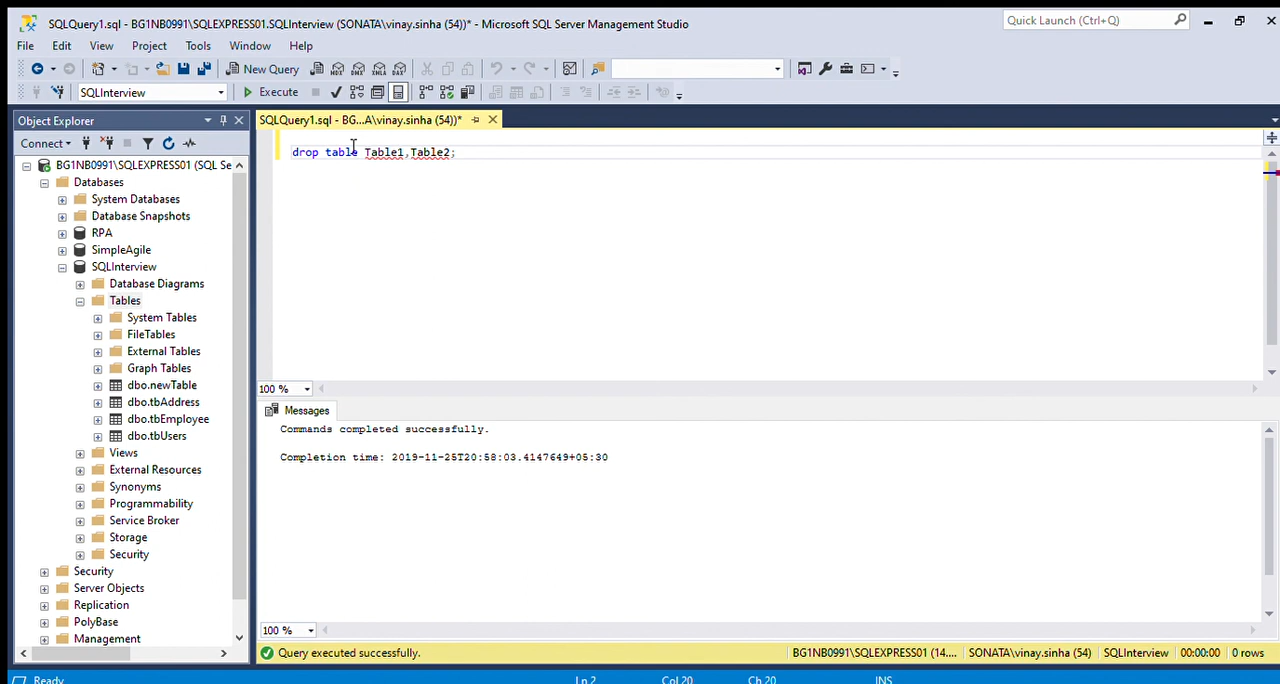 SQLQuery1.sql - BG1NB0991\SQLEXPRESS01.SQLInterview (SONATA\vinay.sinha (54))* - Microsoft SQL Server Management Studio
Quick Launch (Ctrl+Q)
File Edit View Project Tools Window Help
New Query
MDX DMX XMLA DAX
SQLInterview
Execute
Object Explorer
Connect
BG1NB0991\SQLEXPRESS01 (SQL Se
Databases
System Databases
Database Snapshots
RPA
SimpleAgile
SQLInterview
Database Diagrams
Tables
System Tables
FileTables
External Tables
Graph Tables
dbo.newTable
dbo.tbAddress
dbo.tbEmployee
dbo.tbUsers
Views
External Resources
Synonyms
Programmability
Service Broker
Storage
Security
Security
Server Objects
Replication
PolyBase
Management
SQLQuery1.sql - BG...A\vinay.sinha (54))*
drop table Table1,Table2;
100 %
Messages
Commands completed successfully.
Completion time: 2019-11-25T20:58:03.4147649+05:30
100 %
Query executed successfully.
BG1NB0991\SQLEXPRESS01 (14.... SONATA\vinay.sinha (54) SQLInterview 00:00:00 0 rows
Ready Ln 2 Col 20 Ch 20 INS